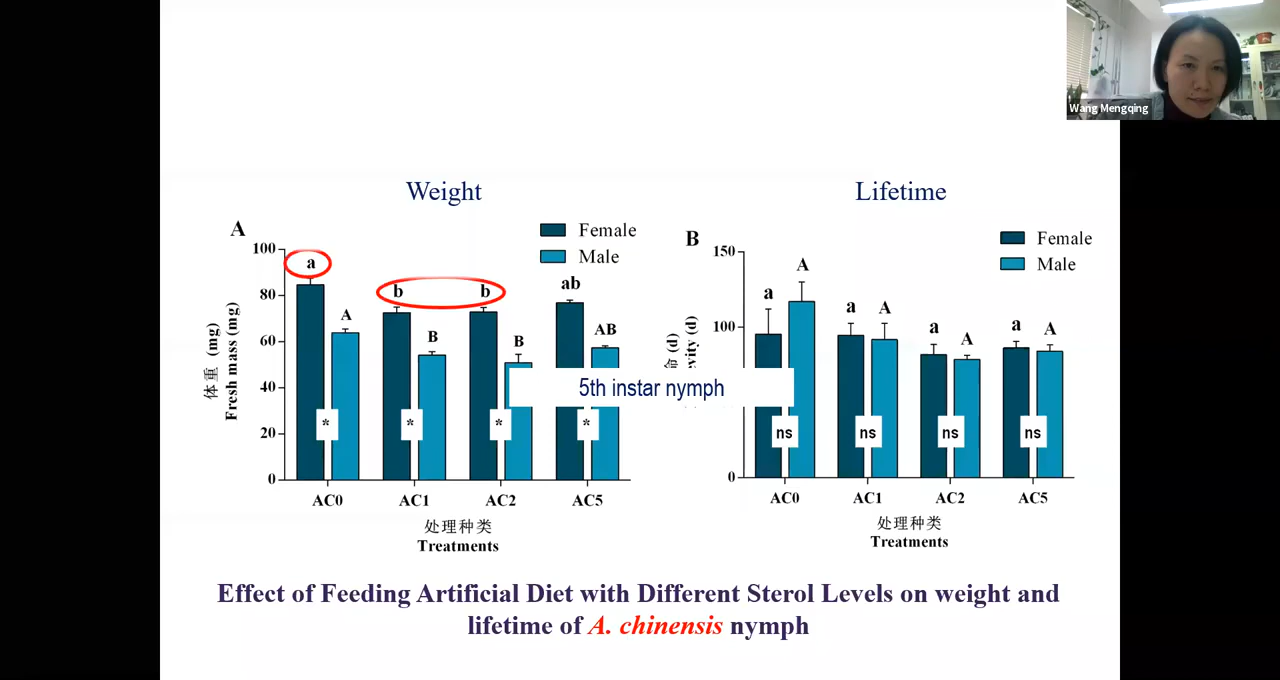 Wang Mengqing
Weight
Lifetime
A
Female
Male
100
80
60
40
20
0
体重 (mg)
Fresh mass (mg)
a
A
b
B
b
B
ab
AB
*
*
*
*
AC0
AC1
AC2
AC5
处理种类
Treatments
5th instar nymph
B
Female
Male
150
100
0
命 (d)
evity (d)
a
A
a
A
a
A
a
A
ns
ns
ns
ns
AC0
AC1
AC2
AC5
处理种类
Treatments
Effect of Feeding Artificial Diet with Different Sterol Levels on weight and
lifetime of A. chinensis nymph